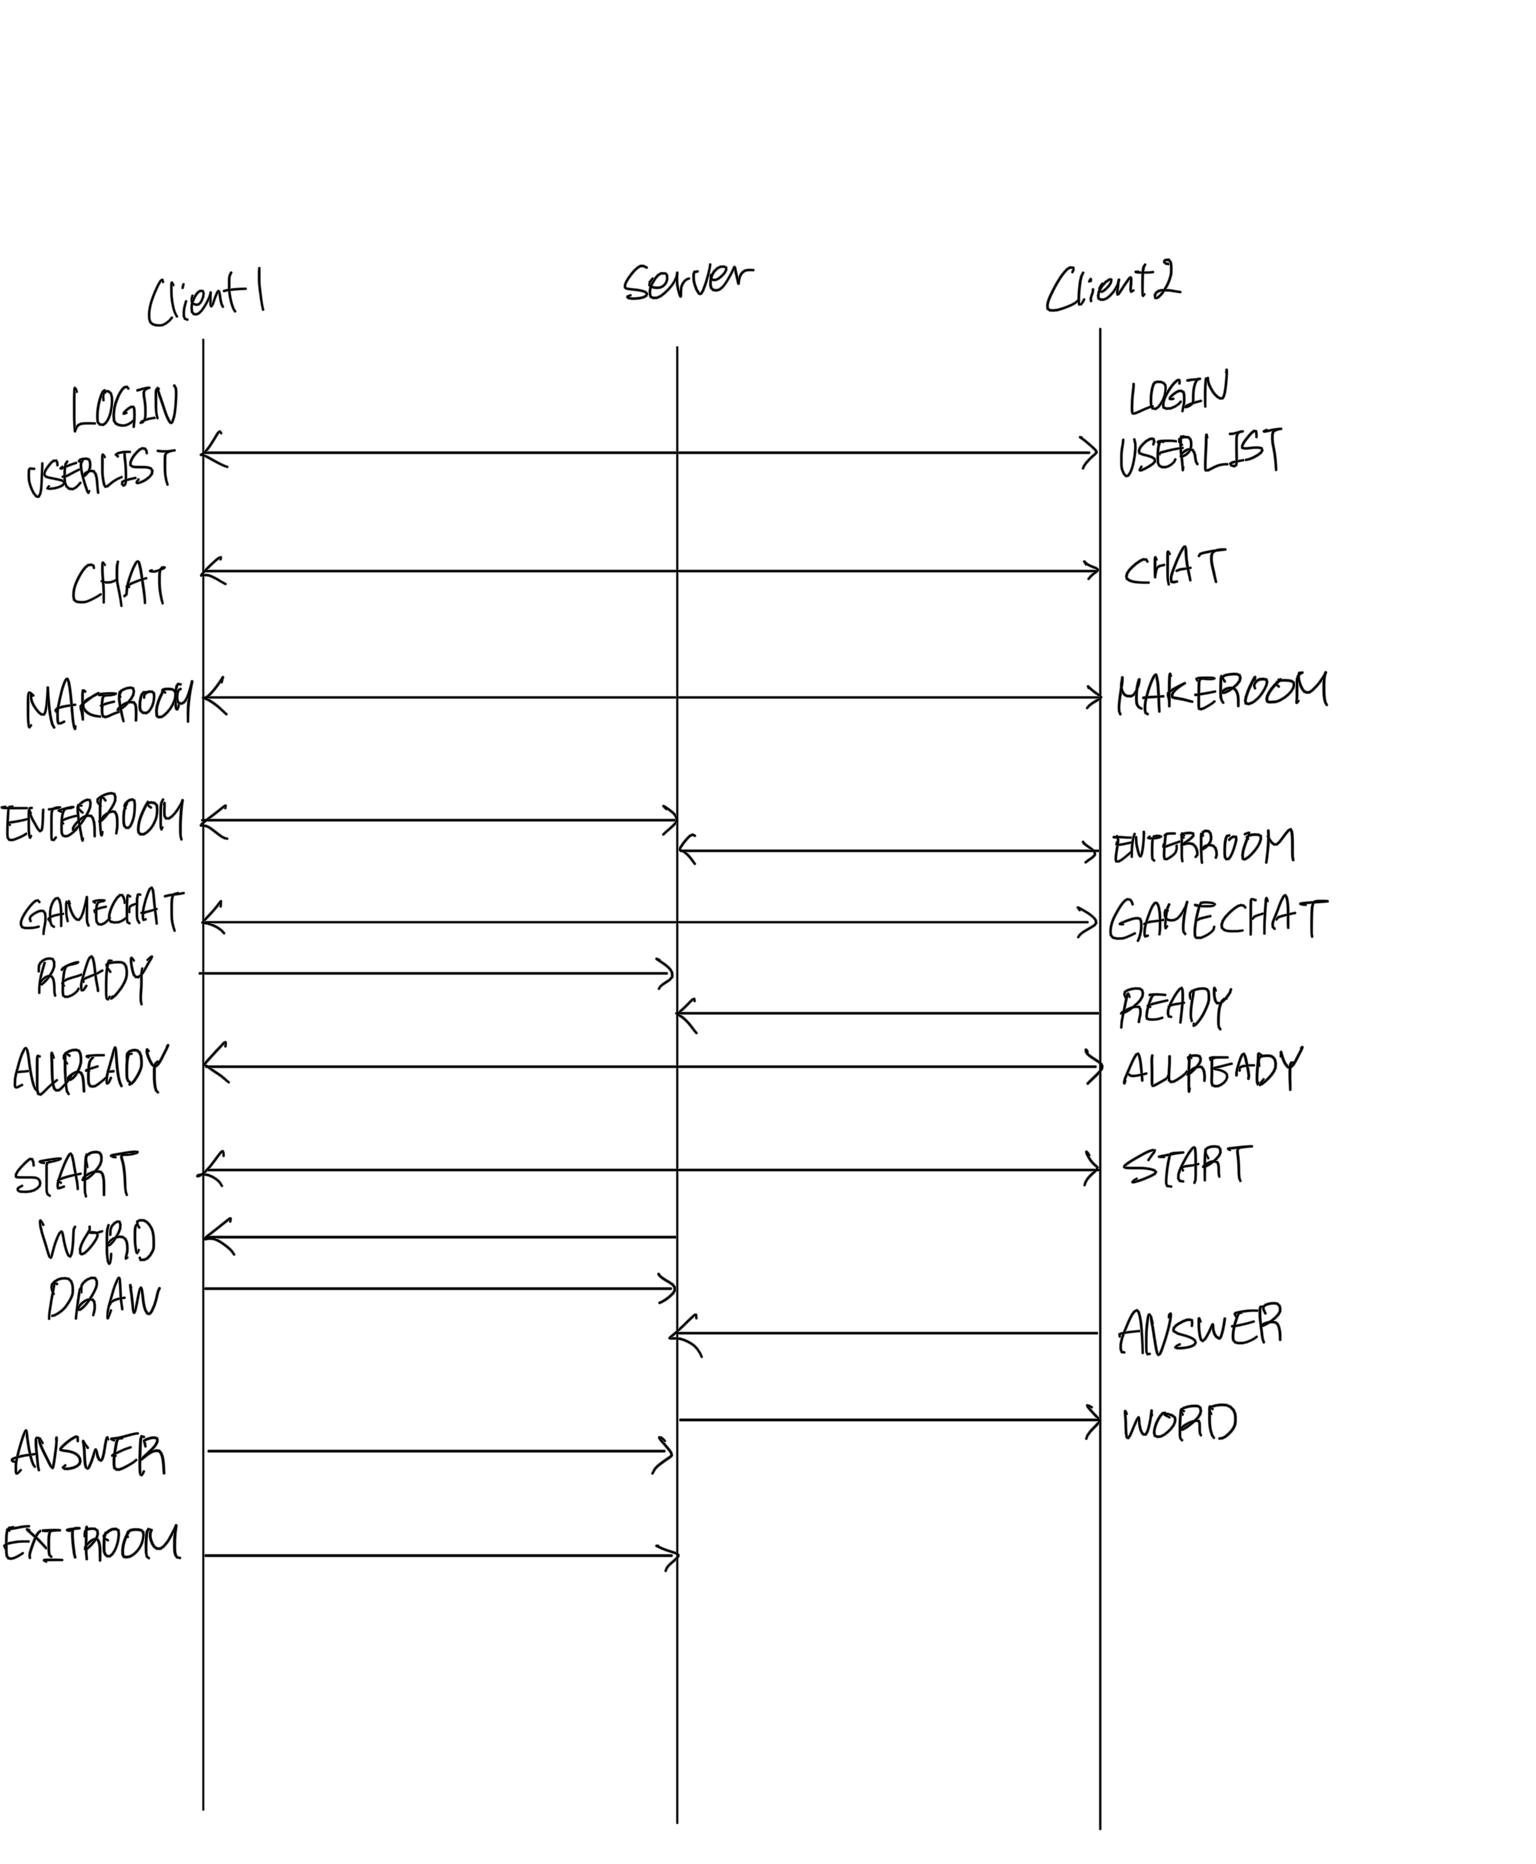 Client1 Server Client2
LOGIN LOGIN
USERLIST USERLIST
CHAT CHAT
MAKEROOM MAKEROOM
ENTERROOM ENTERROOM
GAMECHAT GAMECHAT
READY READY
ALLREADY ALLREADY
START START
WORD
DRAW
ANSWER
WORD
ANSWER
EXITROOM